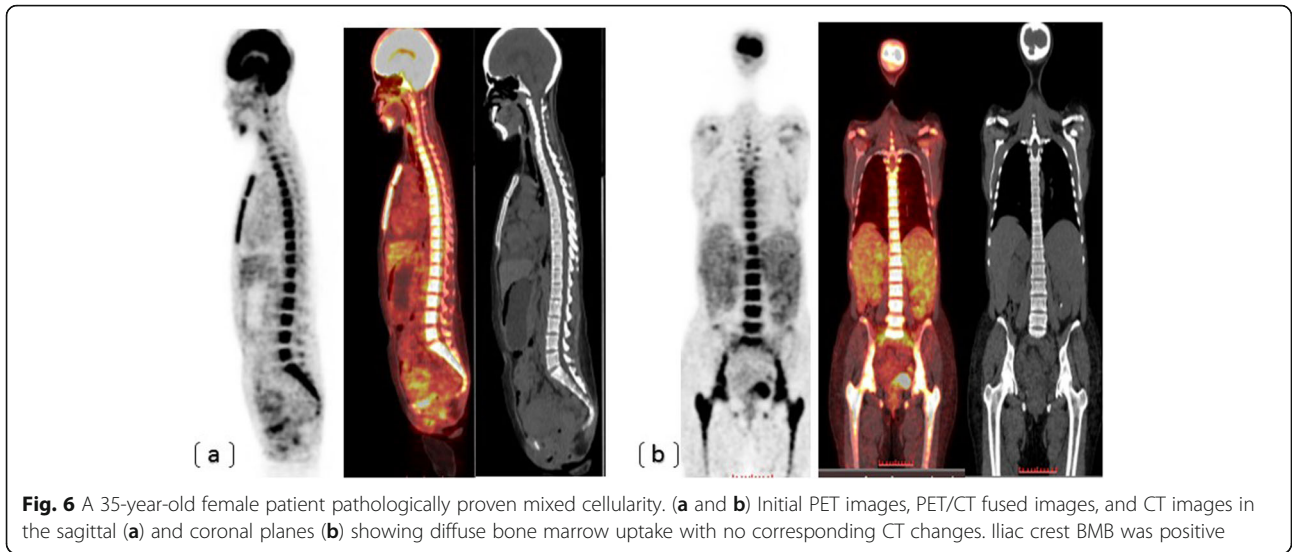 [a]
[b]
Fig. 6 A 35-year-old female patient pathologically proven mixed cellularity. (a and b) Initial PET images, PET/CT fused images, and CT images in
the sagittal (a) and coronal planes (b) showing diffuse bone marrow uptake with no corresponding CT changes. Iliac crest BMB was positive